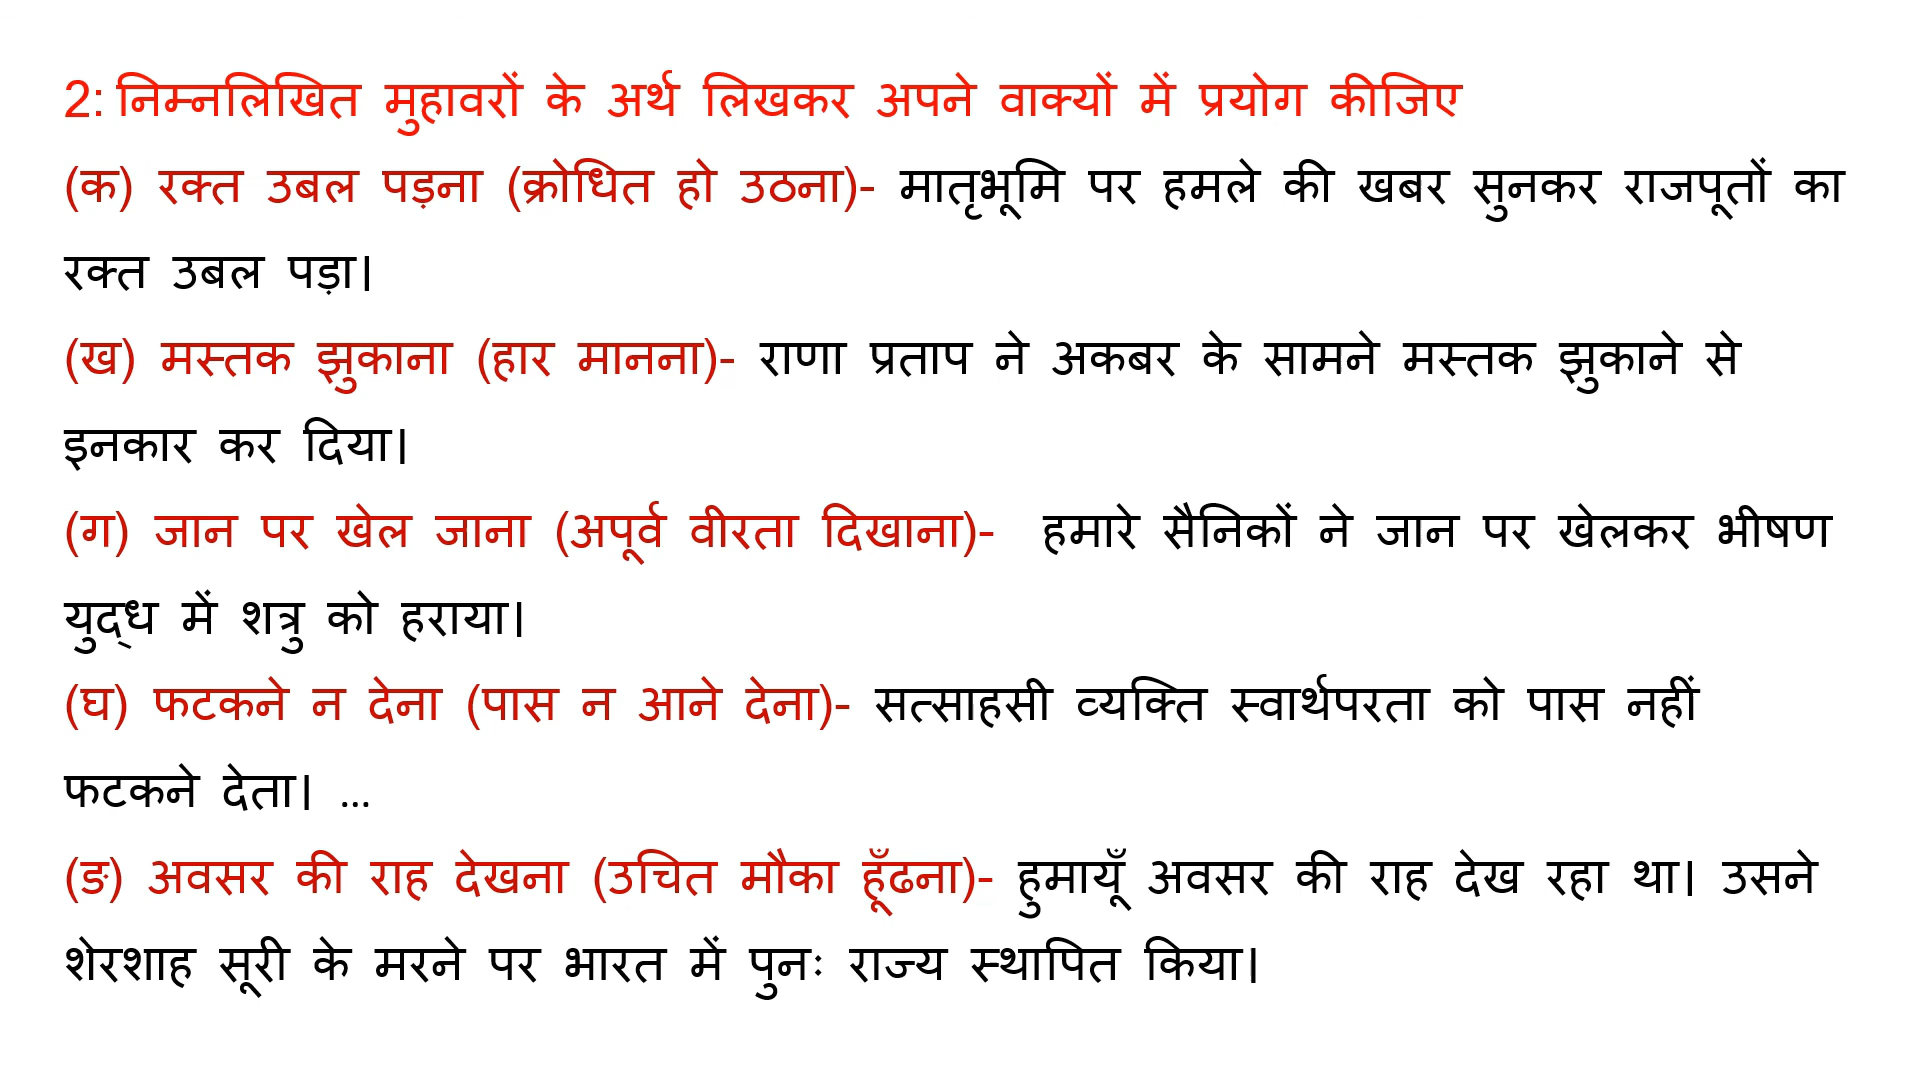 2: निम्नलिखित मुहावरों के अर्थ लिखकर अपने वाक्यों में प्रयोग कीजिए
(क) रक्त उबल पड़ना (क्रोधित हो उठना)- मातृभूमि पर हमले की खबर सुनकर राजपूतों का
रक्त उबल पड़ा।
(ख) मस्तक झुकाना (हार मानना)- राणा प्रताप ने अकबर के सामने मस्तक झुकाने से
इनकार कर दिया।
(ग) जान पर खेल जाना (अपूर्व वीरता दिखाना)- हमारे सैनिकों ने जान पर खेलकर भीषण
युद्ध में शत्रु को हराया।
(घ) फटकने न देना (पास न आने देना)- सत्साहसी व्यक्ति स्वार्थपरता को पास नहीं
फटकने देता। ...
(ङ) अवसर की राह देखना (उचित मौका हूँढना)- हुमायूँ अवसर की राह देख रहा था। उसने
शेरशाह सूरी के मरने पर भारत में पुनः राज्य स्थापित किया।